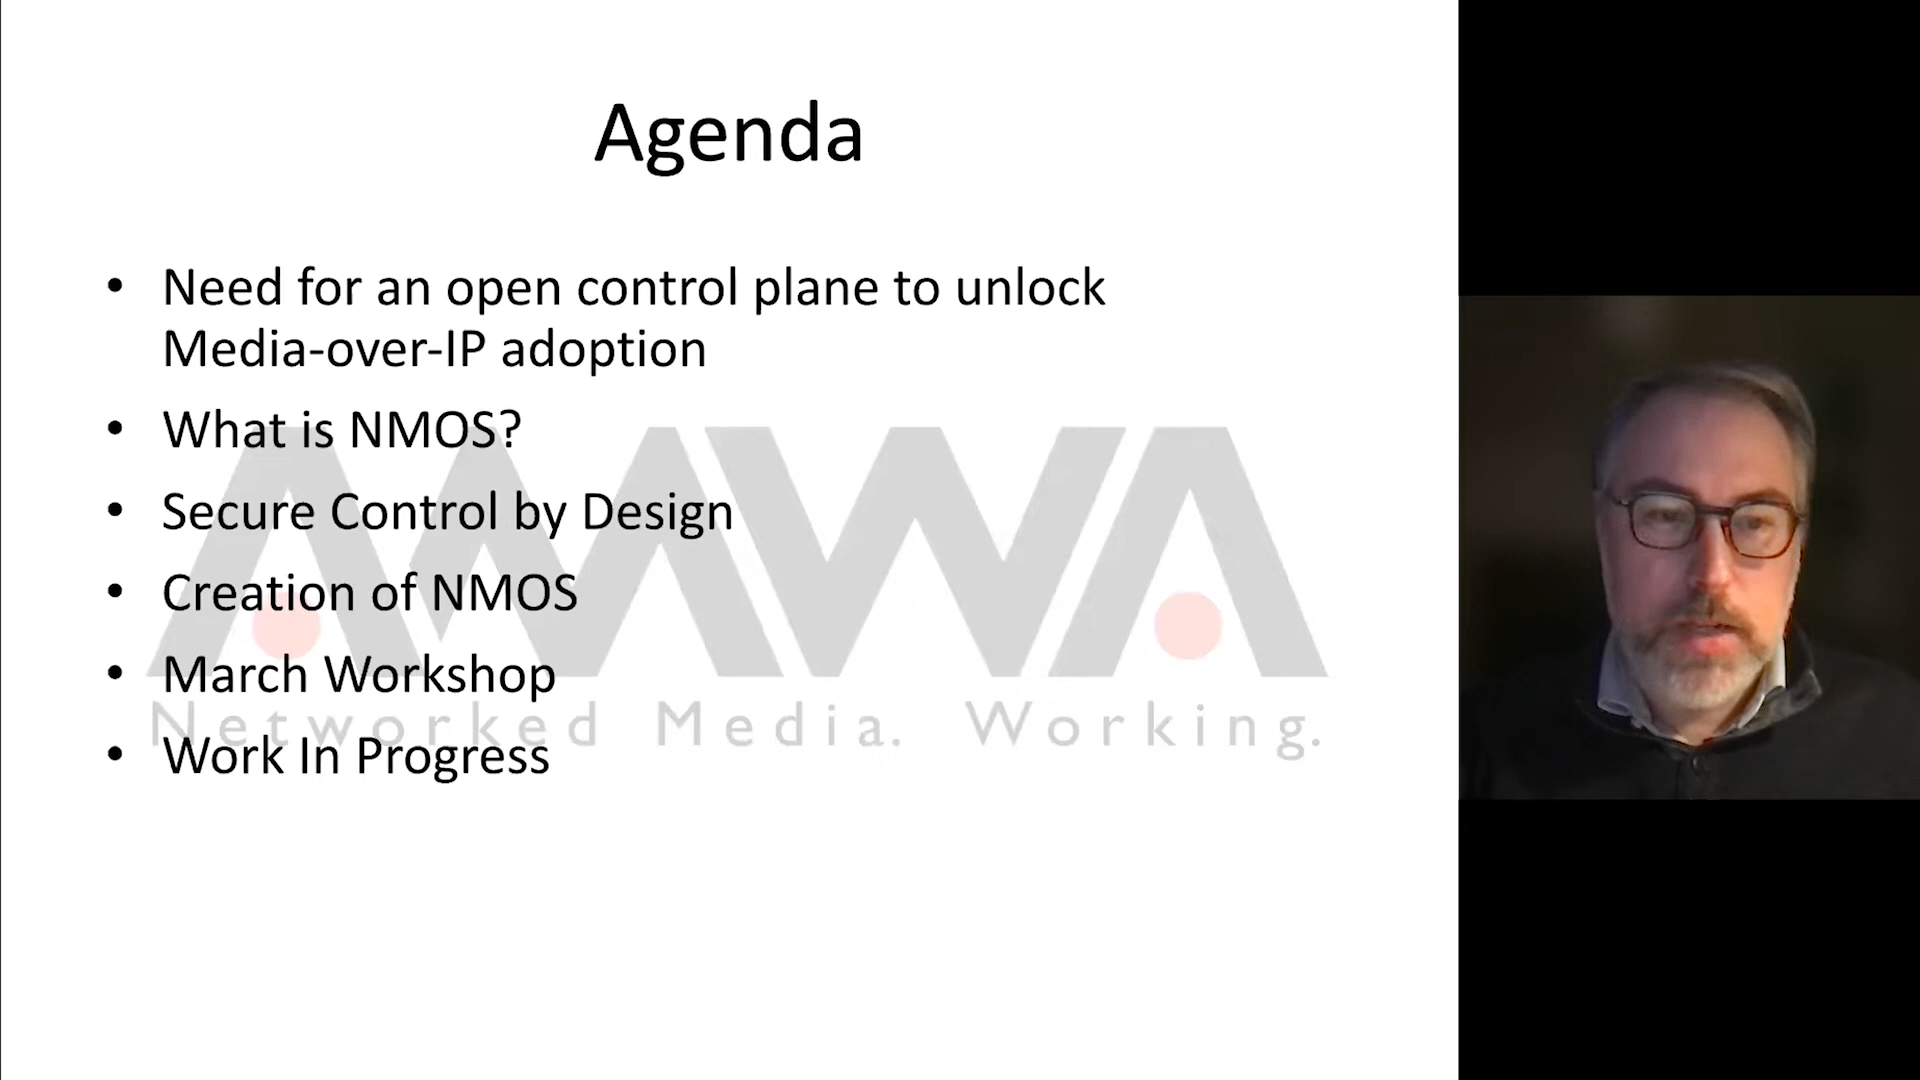 Agenda
• Need for an open control plane to unlock
Media-over-IP adoption
• What is NMOS?
• Secure Control by Design
• Creation of NMOS
• March Workshop
• Work In Progress
AMWA
Networked Media. Working.